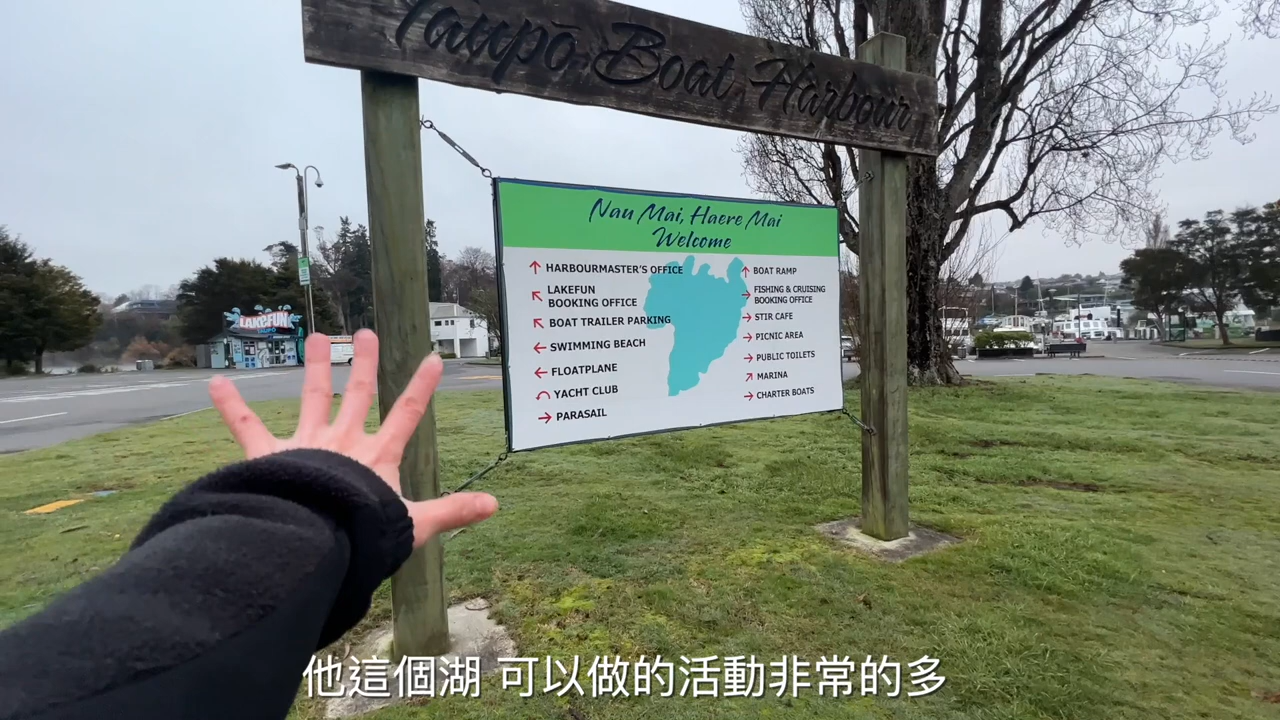 Taupō Boat Harbour
Nau Mai, Haere Mai
Welcome
HARBOURMASTER'S OFFICE
LAKEFUN
BOOKING OFFICE
BOAT TRAILER PARKING
SWIMMING BEACH
FLOATPLANE
YACHT CLUB
PARASAIL
BOAT RAMP
FISHING & CRUISING
BOOKING OFFICE
STIR CAFE
PICNIC AREA
PUBLIC TOILETS
MARINA
CHARTER BOATS
LAKEFUN
TAUPO
他這個湖 可以做的活動非常的多